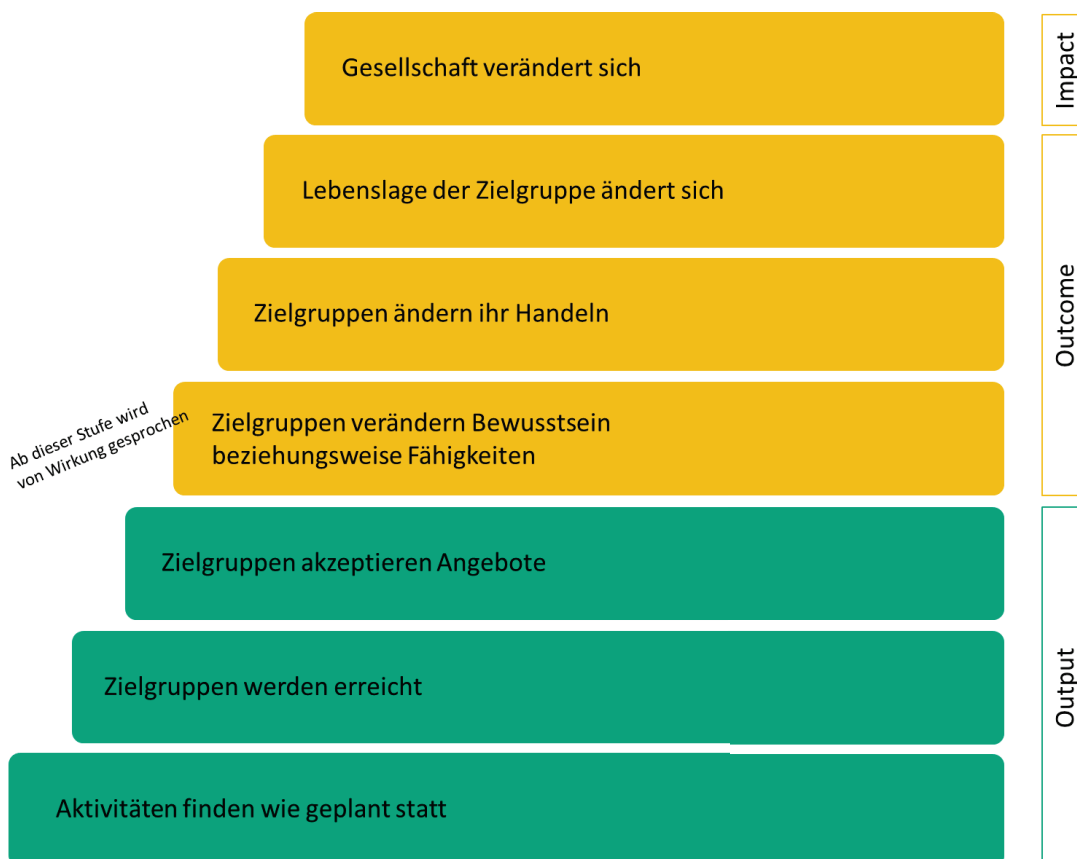 Gesellschaft verändert sich
Impact
Lebenslage der Zielgruppe ändert sich
Zielgruppen ändern ihr Handeln
Outcome
Ab dieser Stufe wird
von Wirkung gesprochen
Zielgruppen verändern Bewusstsein
beziehungsweise Fähigkeiten
Zielgruppen akzeptieren Angebote
Zielgruppen werden erreicht
Output
Aktivitäten finden wie geplant statt